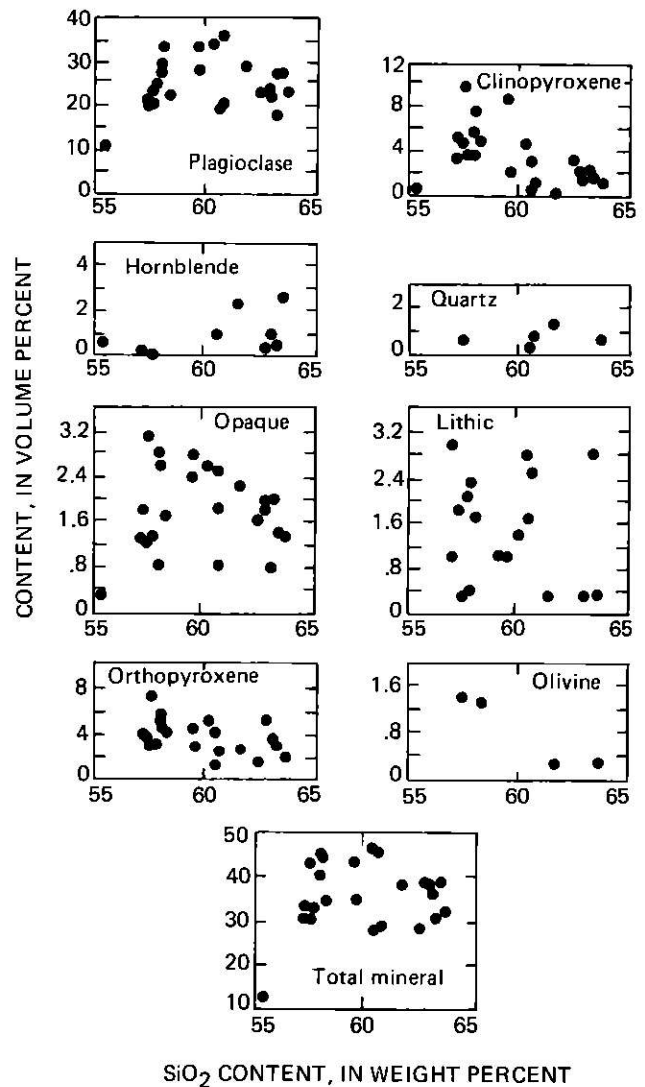 40
30
20
10
0
Plagioclase
55 60 65
12
8
4
0
Clinopyroxene
55 60 65
4
2
0
Hornblende
55 60 65
2
0
Quartz
55 60 65
3.2
2.4
1.6
.8
0
Opaque
55 60 65
3.2
2.4
1.6
.8
0
Lithic
55 60 65
8
4
0
Orthopyroxene
55 60 65
1.6
.8
0
Olivine
55 60 65
50
40
30
20
10
Total mineral
55 60 65
CONTENT, IN VOLUME PERCENT
SiO2 CONTENT, IN WEIGHT PERCENT